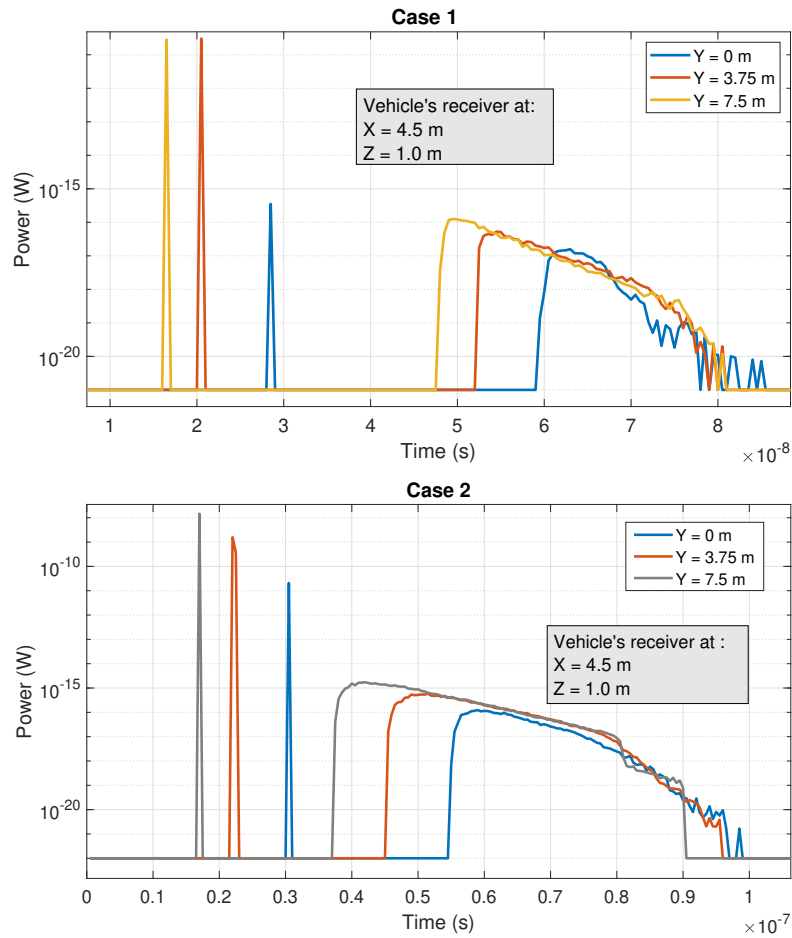 Case 1
Y = 0 m
Y = 3.75 m
Y = 7.5 m
Vehicle's receiver at:
X = 4.5 m
Z = 1.0 m
Power (W)
10^-15
10^-20
1 2 3 4 5 6 7 8
Time (s)
×10^-8
Case 2
Y = 0 m
Y = 3.75 m
Y = 7.5 m
Vehicle's receiver at :
X = 4.5 m
Z = 1.0 m
Power (W)
10^-10
10^-15
10^-20
0 0.1 0.2 0.3 0.4 0.5 0.6 0.7 0.8 0.9 1
Time (s)
×10^-7